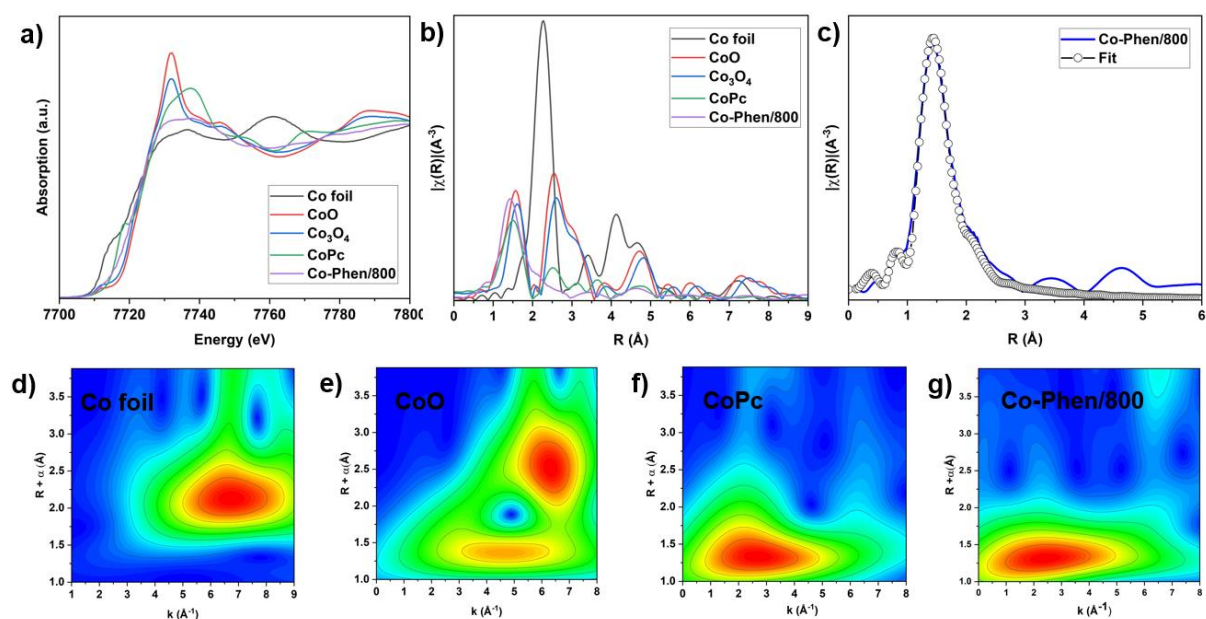 a)
Absorption (a.u.)
Co foil
CoO
Co₃O₄
CoPc
Co-Phen/800
7700 7720 7740 7760 7780 7800
Energy (eV)
b)
|χ(R)|(A⁻³)
Co foil
CoO
Co₃O₄
CoPc
Co-Phen/800
0 1 2 3 4 5 6 7 8 9
R (Å)
c)
|χ(R)|(A⁻³)
Co-Phen/800
Fit
0 1 2 3 4 5 6
R (Å)
d)
Co foil
R + α(Å)
3.5
3.0
2.5
2.0
1.5
1.0
1 2 3 4 5 6 7 8 9
k (Å⁻¹)
e)
CoO
R + α(Å)
3.5
3.0
2.5
2.0
1.5
1.0
0 1 2 3 4 5 6 7 8
k (Å⁻¹)
f)
CoPc
R + α(Å)
3.5
3.0
2.5
2.0
1.5
1.0
0 1 2 3 4 5 6 7 8
k (Å⁻¹)
g)
Co-Phen/800
R +α(Å)
3.5
3.0
2.5
2.0
1.5
1.0
0 1 2 3 4 5 6 7 8
k (Å⁻¹)